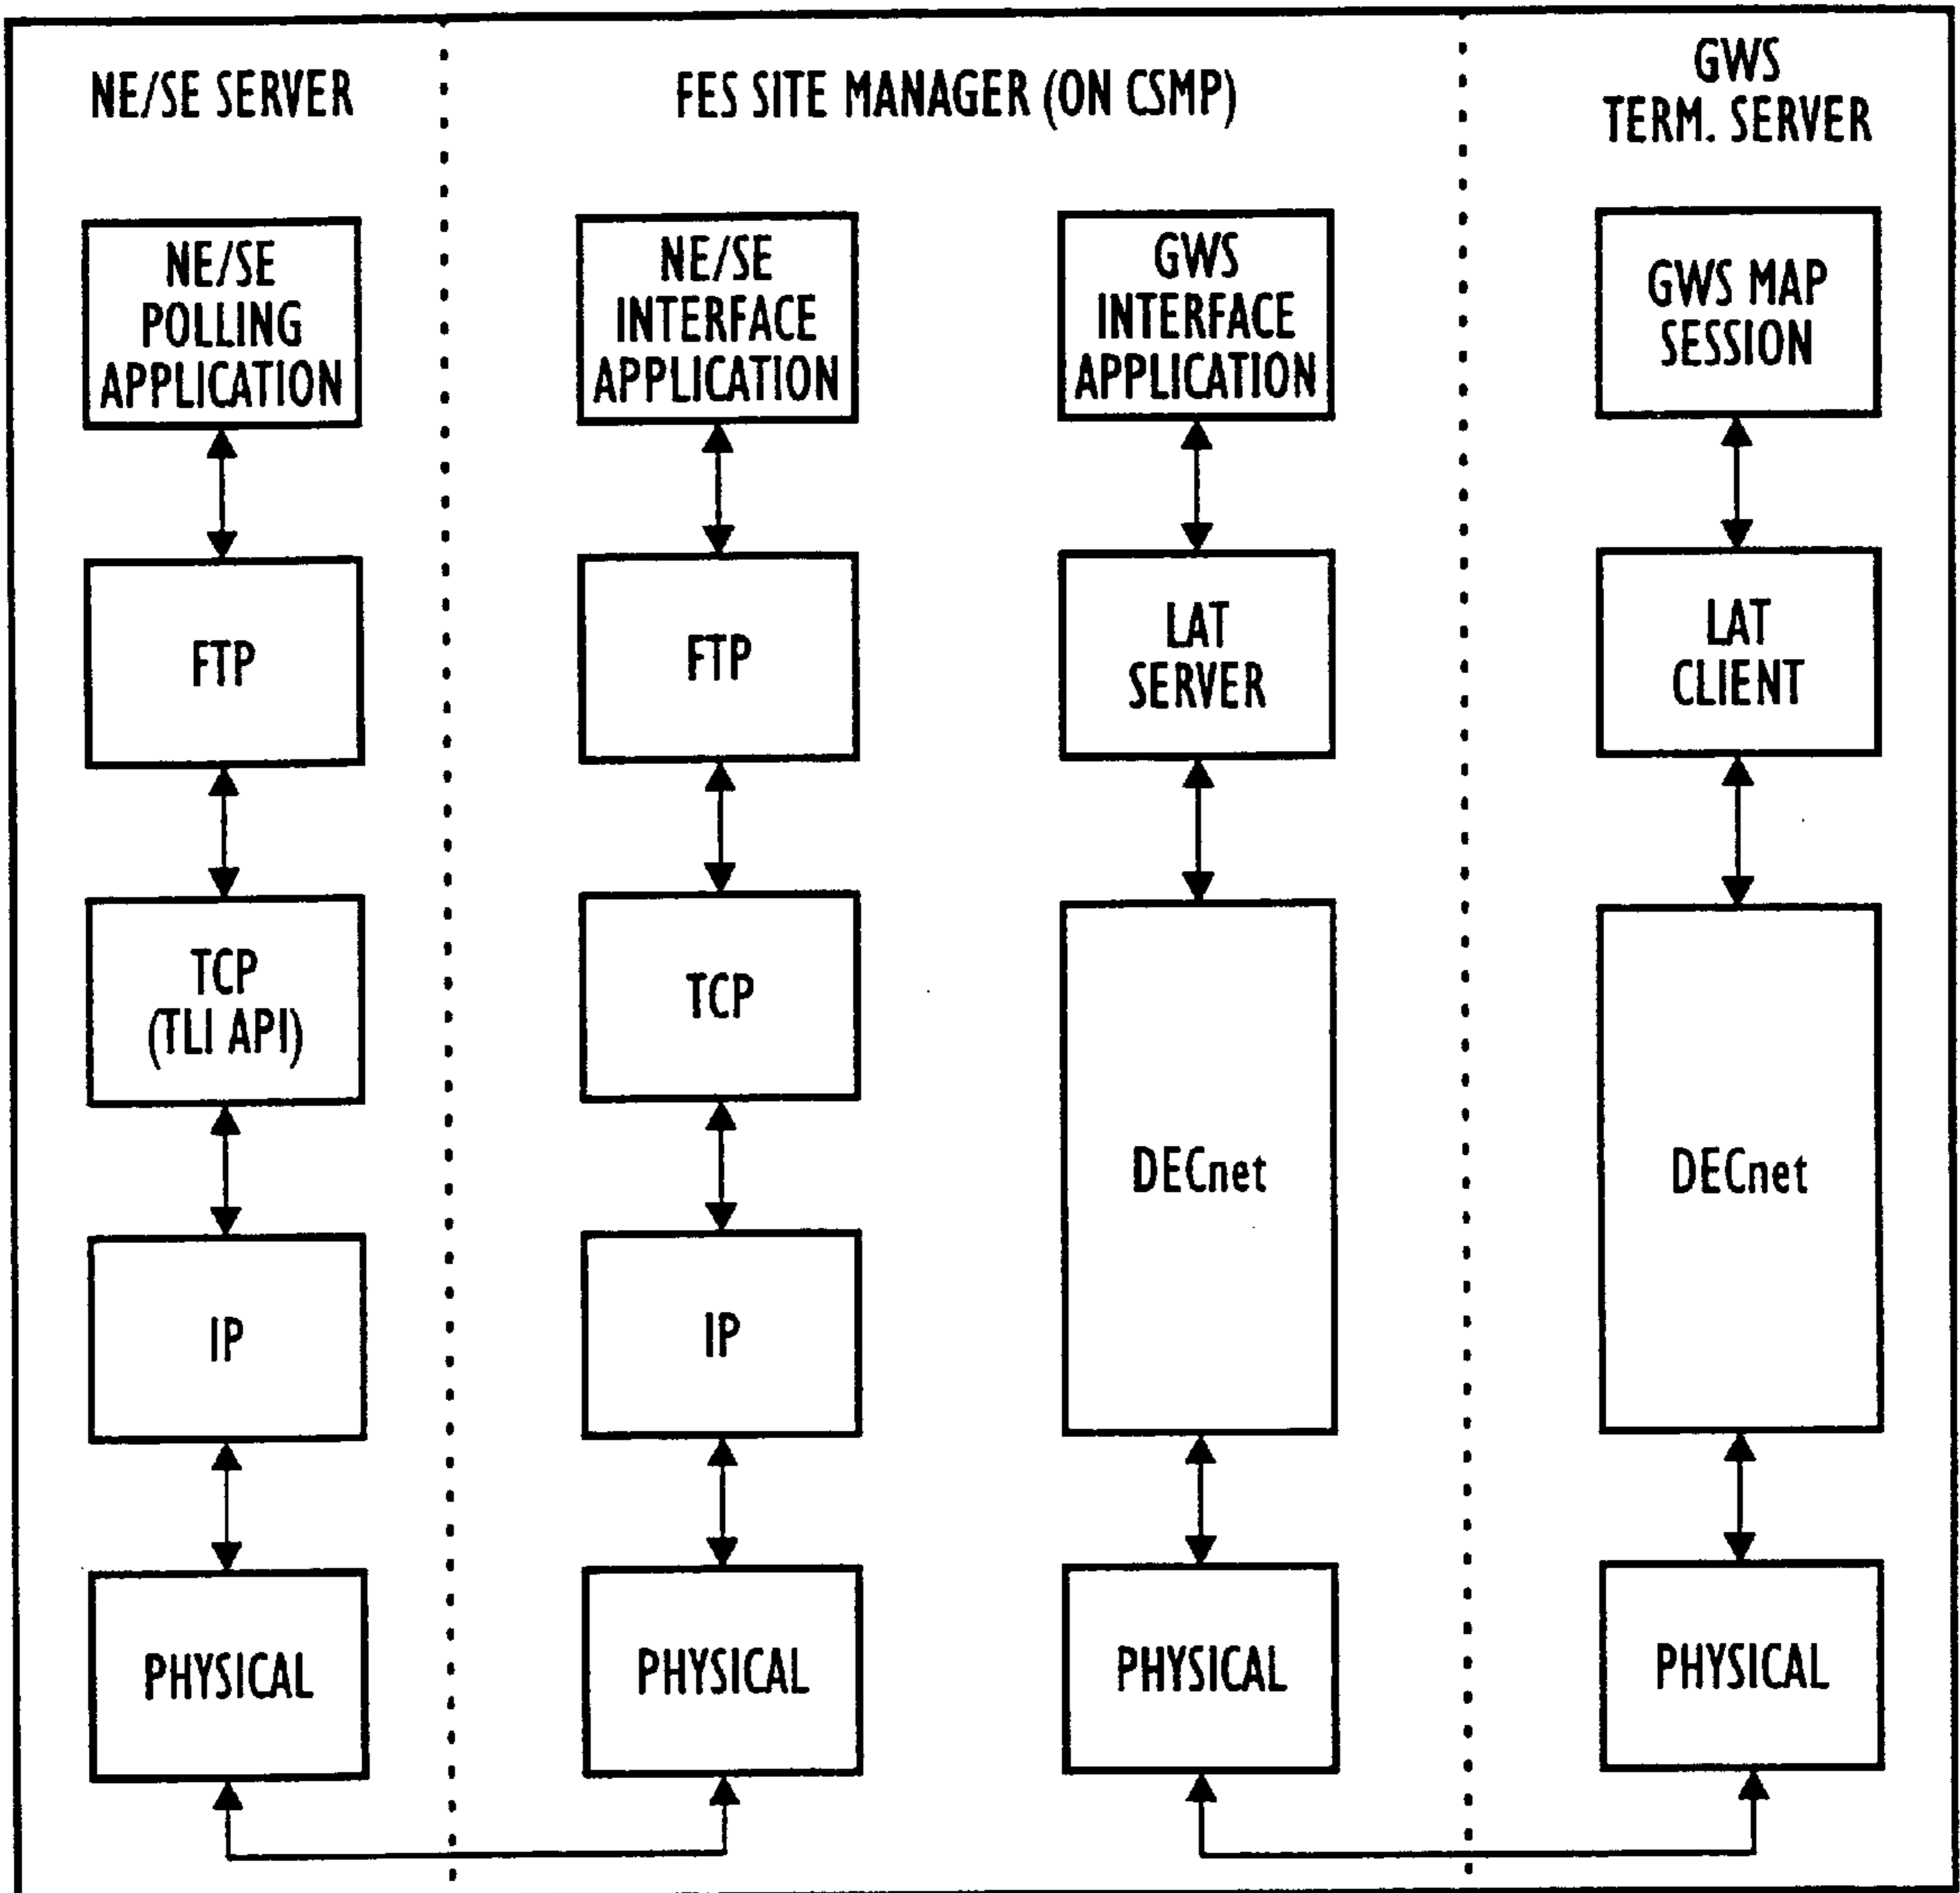 NE/SE SERVER
FES SITE MANAGER (ON CSMP)
GWS
TERM. SERVER
NE/SE
POLLING
APPLICATION
NE/SE
INTERFACE
APPLICATION
GWS
INTERFACE
APPLICATION
GWS MAP
SESSION
FTP
FTP
LAT
SERVER
LAT
CLIENT
TCP
(TLI API)
TCP
DECnet
DECnet
IP
IP
PHYSICAL
PHYSICAL
PHYSICAL
PHYSICAL